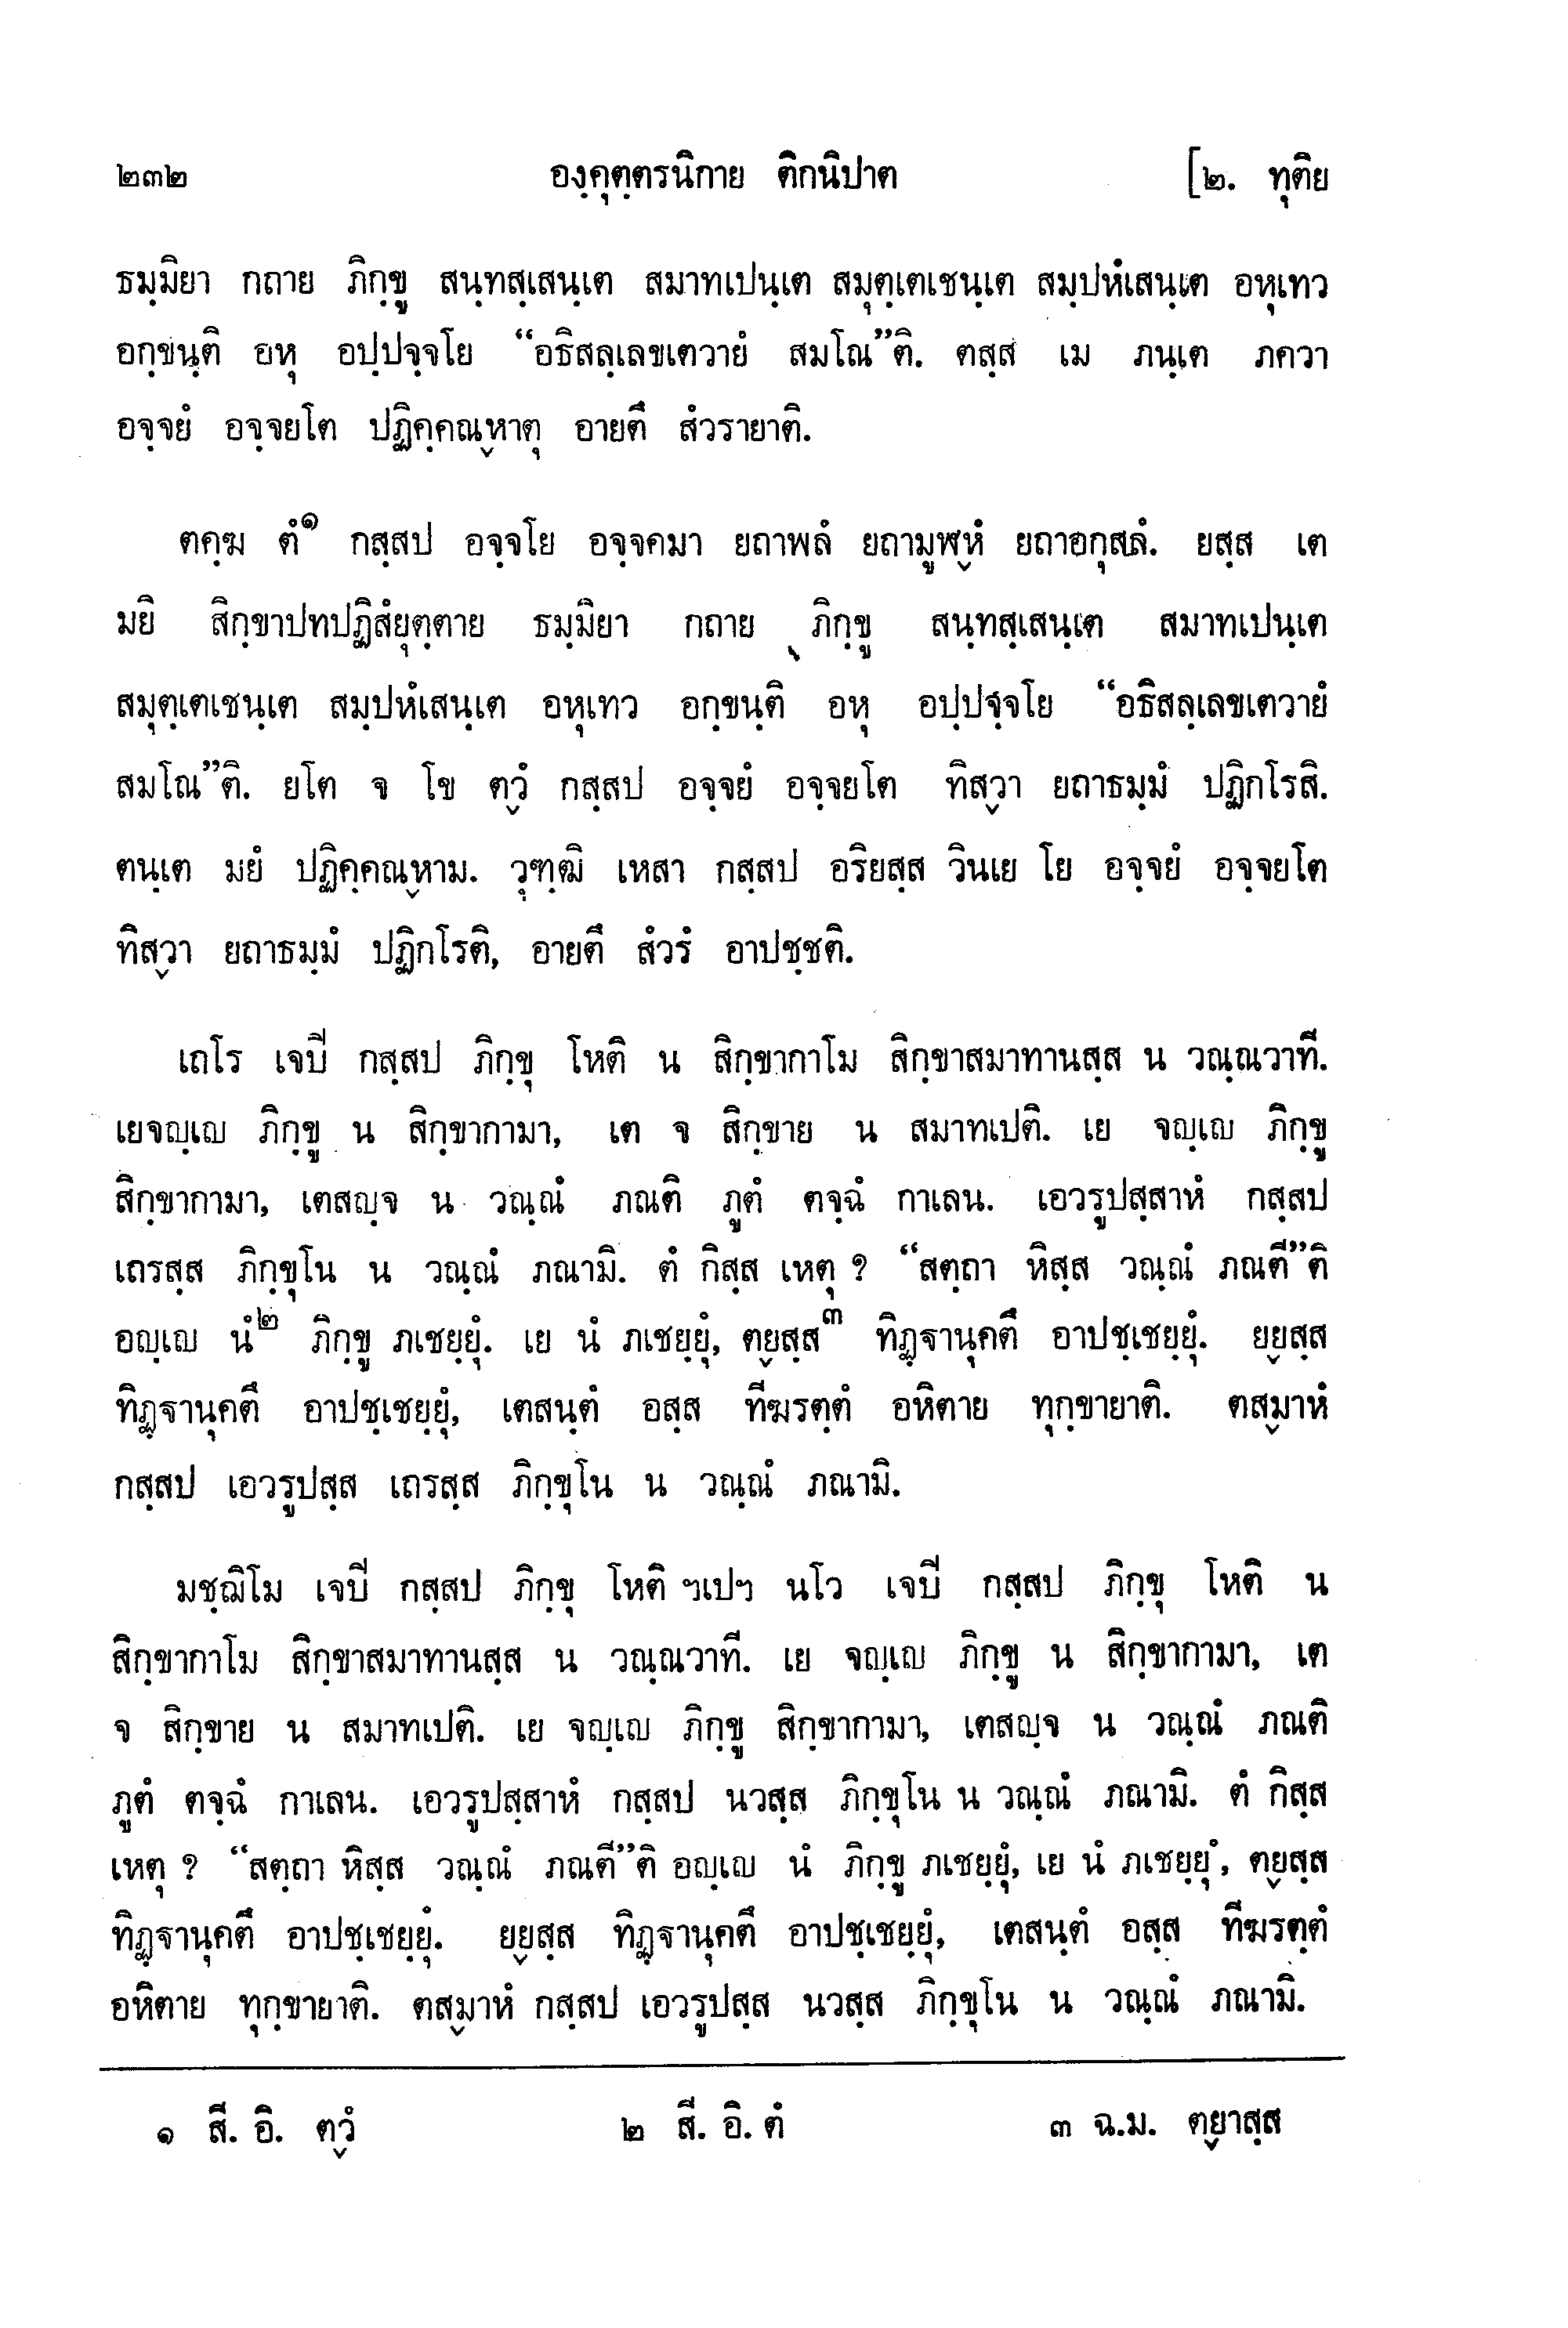 ๒๓๒ องฺคุตฺตรนิกาย ติกนิปาต [๒. ทุติย
ธมฺมิยา กถาย ภิกฺขู สนฺทสฺเสนฺเต สมาทเปนฺเต สมุตฺเตเชนฺเต สมฺปหํเสนฺเต อหุเทว
อกฺขนฺติ อหุ อปฺปจฺจโย “อธิสลฺเลขเตวายํ สมโณ”ติ. ตสฺส เม ภนฺเต ภควา
อจฺจยํ อจฺจยโต ปฏิคฺคณฺหาตุ อายตึ สํวรายาติ.
ตคฺฆ ตํ๑ กสฺสป อจฺจโย อจฺจคมา ยถาพลํ ยถามูฬฺหํ ยถาอกุสลํ. ยสฺส เต
มยิ สิกฺขาปทปฏิสํยุตฺตาย ธมฺมิยา กถาย ภิกฺขู สนฺทสฺเสนฺเต สมาทเปนฺเต
สมุตฺเตเชนฺเต สมฺปหํเสนฺเต อหุเทว อกฺขนฺติ อหุ อปฺปจฺจโย “อธิสลฺเลขเตวายํ
สมโณ”ติ. ยโต จ โข ตฺวํ กสฺสป อจฺจยํ อจฺจยโต ทิสฺวา ยถาธมฺมํ ปฏิกโรสิ.
ตนฺเต มยํ ปฏิคฺคณฺหาม. วุฑฺฒิ เหสา กสฺสป อริยสฺส วินเย โย อจฺจยํ อจฺจยโต
ทิสฺวา ยถาธมฺมํ ปฏิกโรติ, อายตึ สํวรํ อาปชฺชติ.
เถโร เจปิ กสฺสป ภิกฺขุ โหติ น สิกฺขากาโม สิกฺขาสมาทานสฺส น วณฺณวาที.
เยจญฺเญ ภิกฺขู น สิกฺขากามา, เต จ สิกฺขาย น สมาทเปติ. เย จญฺเญ ภิกฺขู
สิกฺขากามา, เตสญฺจ น วณฺณํ ภณติ ภูตํ ตจฺฉํ กาเลน. เอวรูปสฺสาหํ กสฺสป
เถรสฺส ภิกฺขุโน น วณฺณํ ภณามิ. ตํ กิสฺส เหตุ ? “สตฺถา หิสฺส วณฺณํ ภณตี”ติ
อญฺเญ นํ๒ ภิกฺขู ภเชยฺยุํ. เย นํ ภเชยฺยุํ, ตฺยสฺส๓ ทิฏฺฐานุคตึ อาปชฺเชยฺยุํ. ยฺยสฺส
ทิฏฺฐานุคตึ อาปชฺเชยฺยุํ, เตสนฺตํ อสฺส ทีฆรตฺตํ อหิตาย ทุกฺขายาติ. ตสฺมาหํ
กสฺสป เอวรูปสฺส เถรสฺส ภิกฺขุโน น วณฺณํ ภณามิ.
มชฺฌิโม เจปิ กสฺสป ภิกฺขุ โหติ ฯเปฯ นโว เจปิ กสฺสป ภิกฺขุ โหติ น
สิกฺขากาโม สิกฺขาสมาทานสฺส น วณฺณวาที. เย จญฺเญ ภิกฺขู น สิกฺขากามา, เต
จ สิกฺขาย น สมาทเปติ. เย จญฺเญ ภิกฺขู สิกฺขากามา, เตสญฺจ น วณฺณํ ภณติ
ภูตํ ตจฺฉํ กาเลน. เอวรูปสฺสาหํ กสฺสป นวสฺส ภิกฺขุโน น วณฺณํ ภณามิ. ตํ กิสฺส
เหตุ ? “สตฺถา หิสฺส วณฺณํ ภณตี”ติ อญฺเญ นํ ภิกฺขู ภเชยฺยุํ, เย นํ ภเชยฺยุํ, ตฺยสฺส
ทิฏฺฐานุคตึ อาปชฺเชยฺยุํ. ยฺยสฺส ทิฏฺฐานุคตึ อาปชฺเชยฺยุํ, เตสนฺตํ อสฺส ทีฆรตฺตํ
อหิตาย ทุกฺขายาติ. ตสฺมาหํ กสฺสป เอวรูปสฺส นวสฺส ภิกฺขุโน น วณฺณํ ภณามิ.
๑ สี. อิ. ตฺวํ ๒ สี. อิ. ตํ ๓ ฉ.ม. ตฺยาสฺส